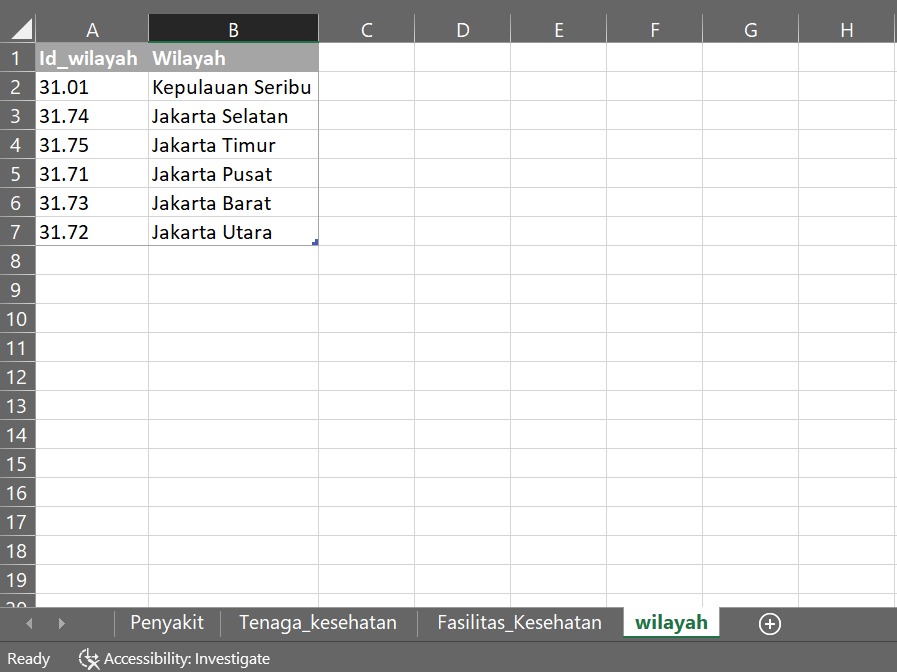 A B C D E F G H
1 Id_wilayah Wilayah
2 31.01 Kepulauan Seribu
3 31.74 Jakarta Selatan
4 31.75 Jakarta Timur
5 31.71 Jakarta Pusat
6 31.73 Jakarta Barat
7 31.72 Jakarta Utara
8
9
10
11
12
13
14
15
16
17
18
19
20
Penyakit Tenaga_kesehatan Fasilitas_Kesehatan wilayah
Ready Accessibility: Investigate